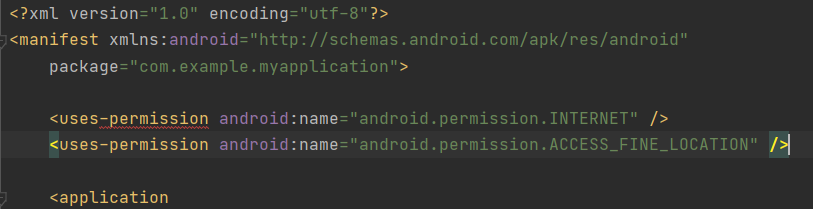 <?xml version="1.0" encoding="utf-8"?>
<manifest xmlns:android="http://schemas.android.com/apk/res/android"
    package="com.example.myapplication">

    <uses-permission android:name="android.permission.INTERNET" />
    <uses-permission android:name="android.permission.ACCESS_FINE_LOCATION" />

    <application